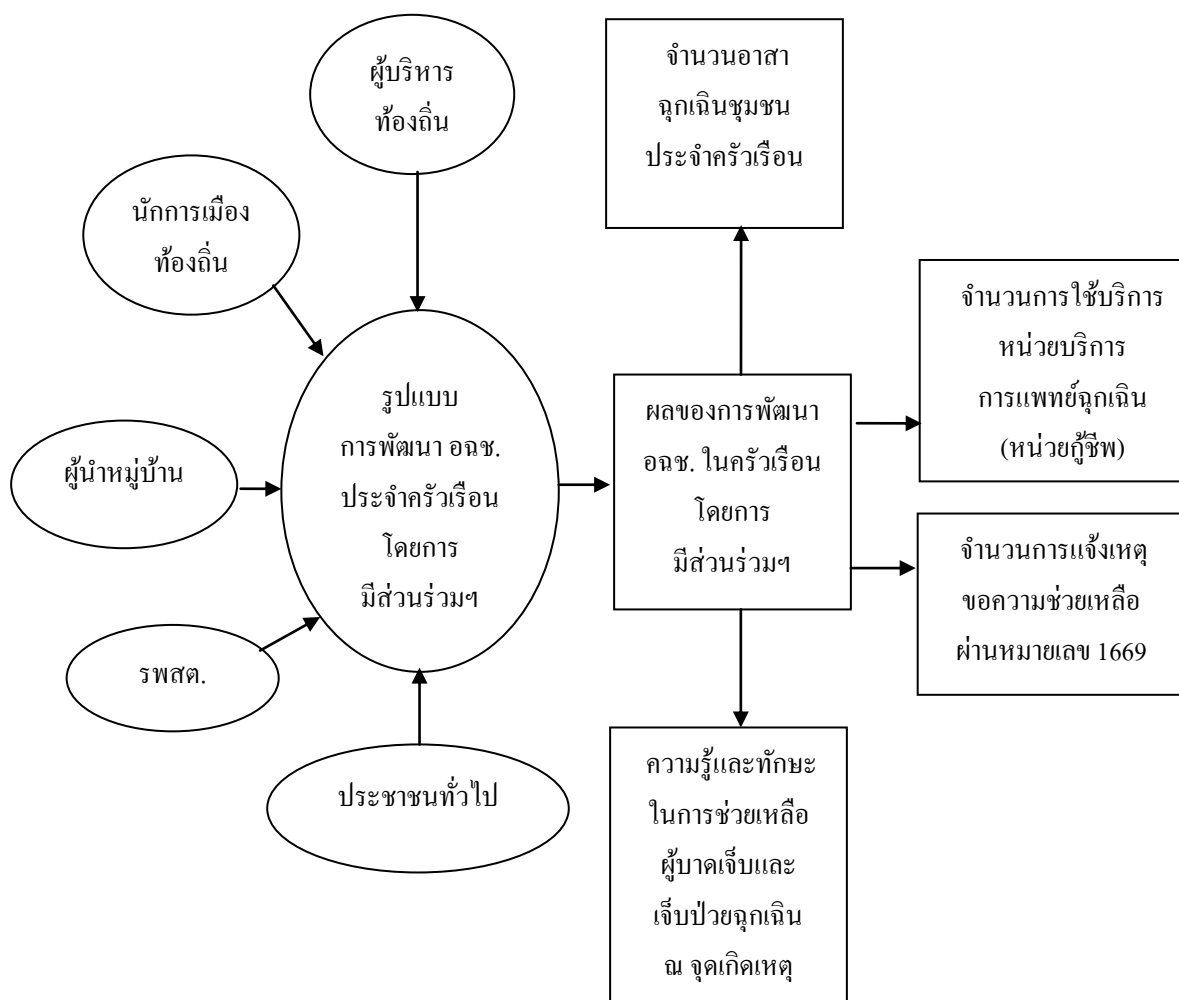 ผู้บริหาร
ท้องถิ่น
นักการเมือง
ท้องถิ่น
ผู้นำหมู่บ้าน
รพสต.
ประชาชนทั่วไป
รูปแบบ
การพัฒนา อฉช.
ประจำครัวเรือน
โดยการ
มีส่วนร่วมฯ
ผลของการพัฒนา
อฉช. ในครัวเรือน
โดยการ
มีส่วนร่วมฯ
จำนวนอาสา
ฉุกเฉินชุมชน
ประจำครัวเรือน
จำนวนการใช้บริการ
หน่วยบริการ
การแพทย์ฉุกเฉิน
(หน่วยกู้ชีพ)
จำนวนการแจ้งเหตุ
ขอความช่วยเหลือ
ผ่านหมายเลข 1669
ความรู้และทักษะ
ในการช่วยเหลือ
ผู้บาดเจ็บและ
เจ็บป่วยฉุกเฉิน
ณ จุดเกิดเหตุ